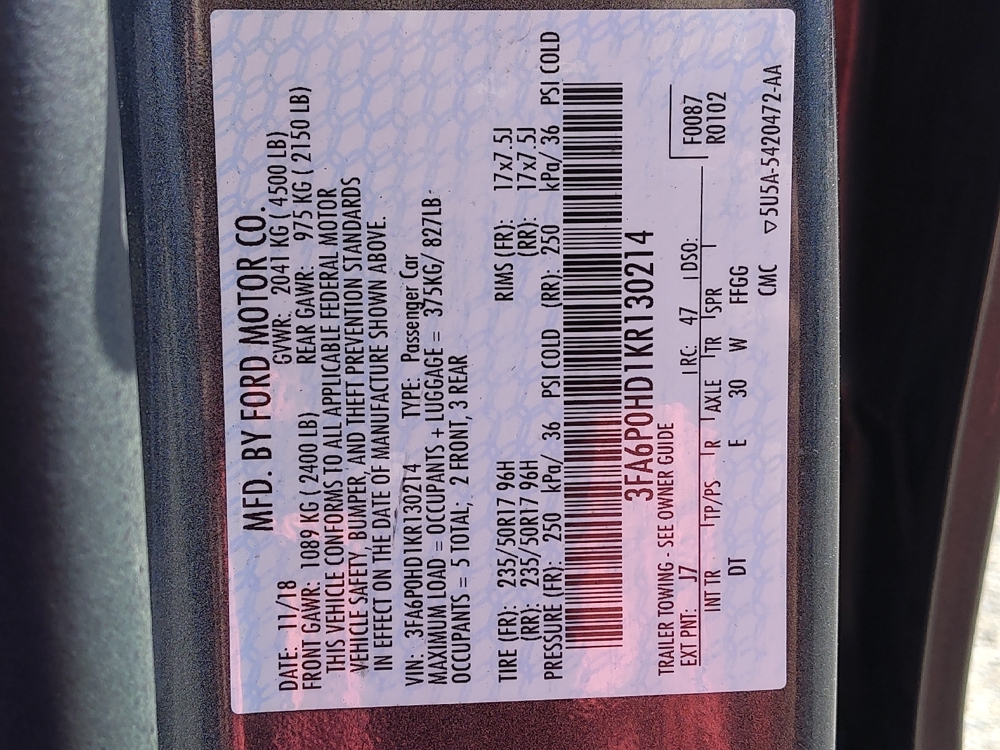 MFD. BY FORD MOTOR CO.
DATE: 11/18 GVWR: 2041 KG ( 4500 LB)
FRONT GAWR: 1089 KG ( 2400 LB) REAR GAWR: 975 KG ( 2150 LB)
THIS VEHICLE CONFORMS TO ALL APPLICABLE FEDERAL MOTOR
VEHICLE SAFETY, BUMPER, AND THEFT PREVENTION STANDARDS
IN EFFECT ON THE DATE OF MANUFACTURE SHOWN ABOVE.
VIN: 3FA6P0HD1KR130214 TYPE: Passenger Car
MAXIMUM LOAD = OCCUPANTS + LUGGAGE = 375KG/ 827LB
OCCUPANTS = 5 TOTAL; 2 FRONT, 3 REAR
TIRE (FR): 235/50R17 96H RIMS (FR): 17x7.5J
(RR): 235/50R17 96H (RR): 17x7.5J
PRESSURE (FR): 250 kPa/ 36 PSI COLD (RR): 250 kPa/ 36 PSI COLD
3FA6P0HD1KR130214
TRAILER TOWING - SEE OWNER GUIDE F0087
EXT PNT: J7 RC: 47 DSO: R0102
INT TR TP/PS R AXLE TR SPR
DT E 30 W FFGG
CMC
▽5U5A-5420472-AA